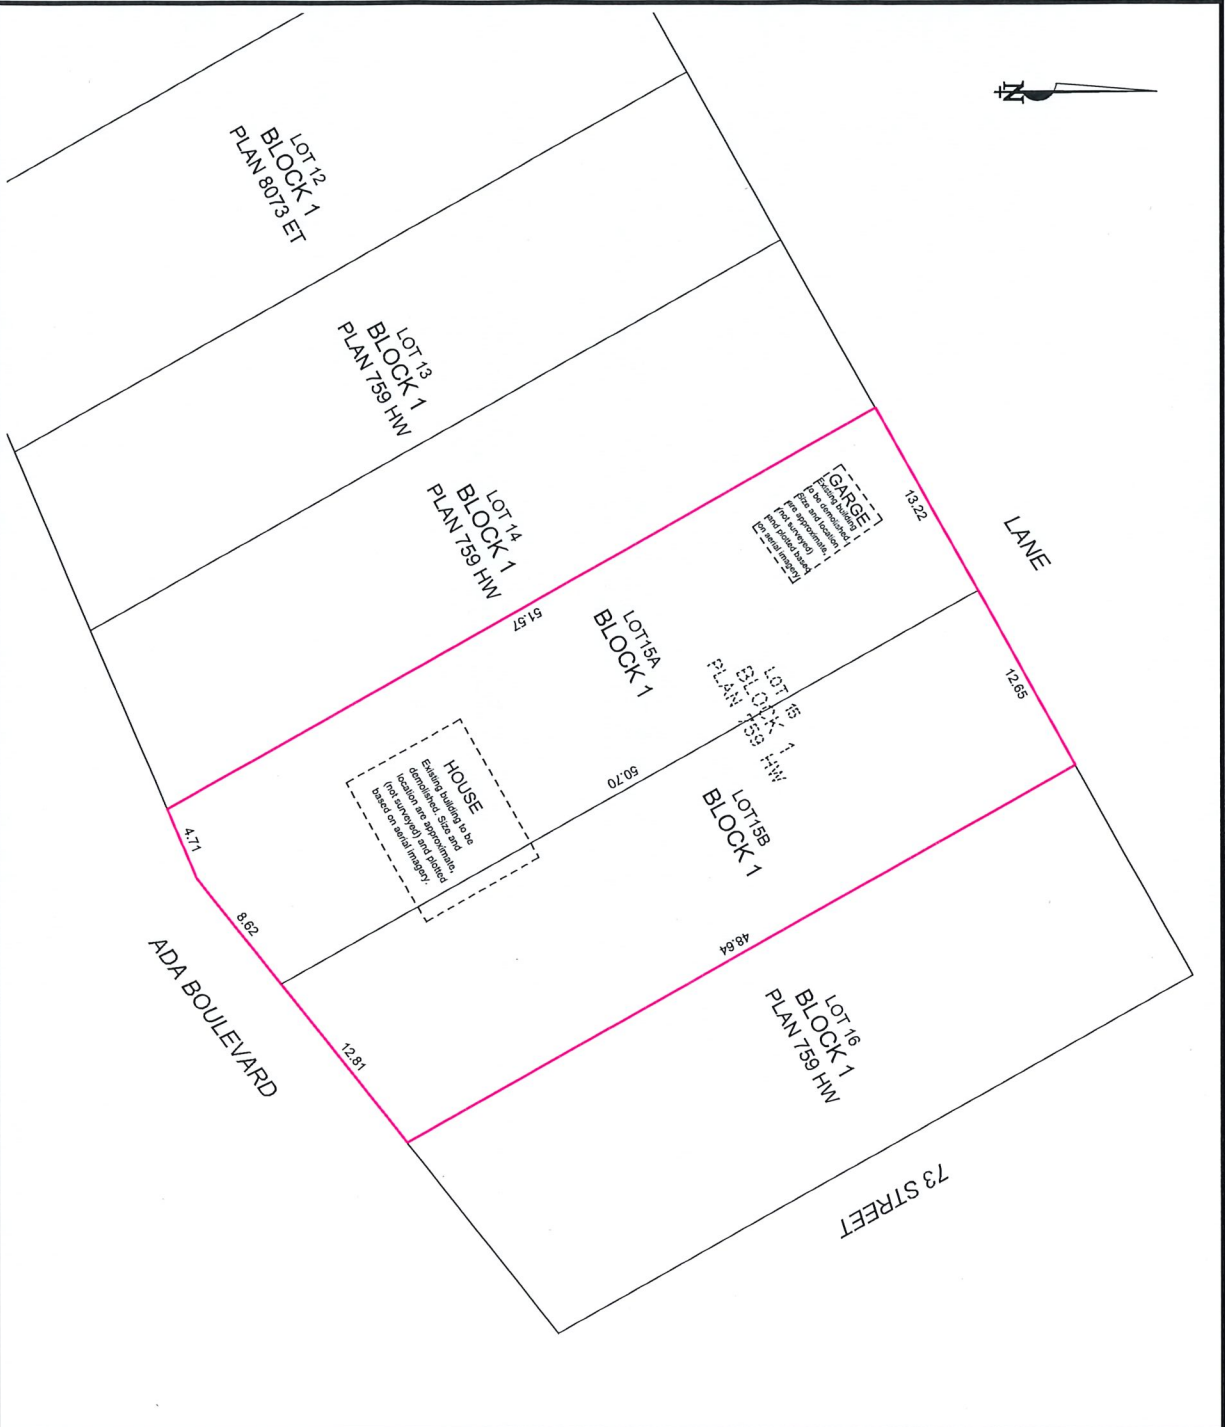 N
LOT 12
BLOCK 1
PLAN 8073 ET
LOT 13
BLOCK 1
PLAN 759 HW
LOT 14
BLOCK 1
PLAN 759 HW
GARGE
Existing building
to be demolished.
Size and location
are approximate,
(not surveyed)
and plotted based
on aerial imagery.
13.22
LANE
51.57
LOT15A
BLOCK 1
12.65
LOT 15
BLOCK 1
PLAN 759 HW
50.70
HOUSE
Existing building to be
demolished. Size and
location are approximate,
(not surveyed) and plotted
based on aerial imagery.
LOT15B
BLOCK 1
4.71
8.62
48.64
ADA BOULEVARD
12.81
LOT 16
BLOCK 1
PLAN 759 HW
73 STREET